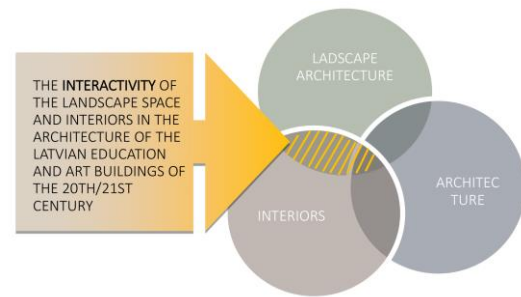 THE INTERACTIVITY OF
THE LANDSCAPE SPACE
AND INTERIORS IN THE
ARCHITECTURE OF THE
LATVIAN EDUCATION
AND ART BUILDINGS OF
THE 20TH/21ST
CENTURY
LADSCAPE
ARCHITECTURE
ARCHITEC
TURE
INTERIORS